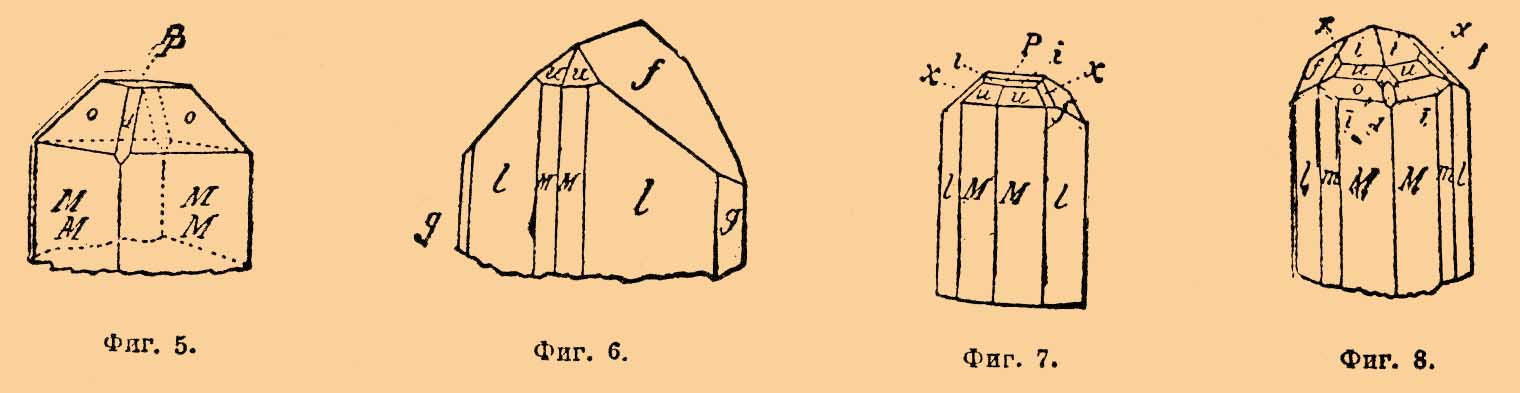 P
o d o
M M
M M
Фиг. 5.
u u f
l M M l
g g
Фиг. 6.
P i
x ι x
u u
l M M l
Фиг. 7.
x x
i i
f u u f
o
i d i
l m M M m l
Фиг. 8.